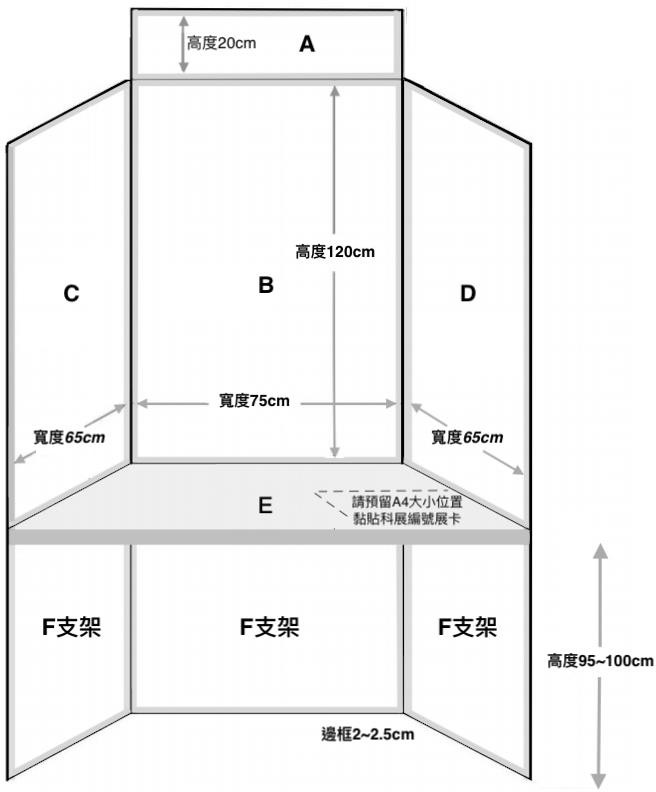 高度20cm
A
高度120cm
C
B
D
寬度75cm
寬度65cm
寬度65cm
E
請預留A4大小位置
黏貼科展編號展卡
F支架
F支架
F支架
高度95~100cm
邊框2~2.5cm